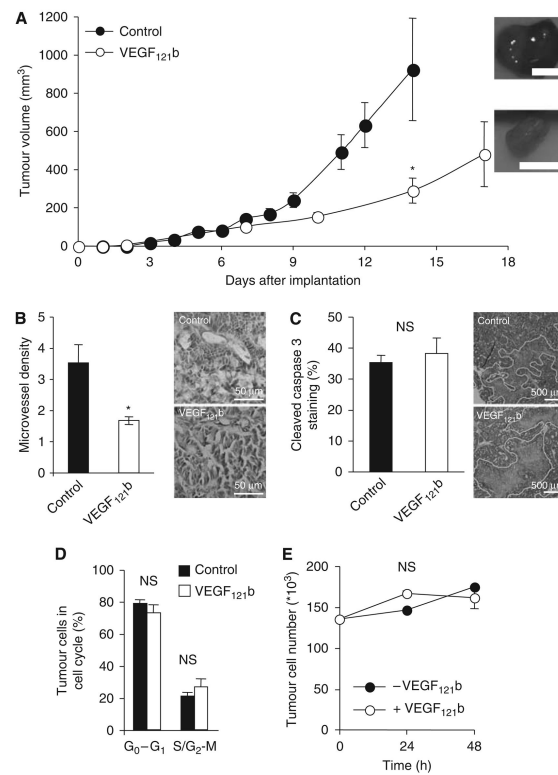 A
1200
1000
800
600
400
200
0
Tumour volume (mm³)
Control
VEGF₁₂₁b
*
0 3 6 9 12 15 18
Days after implantation
B
5
4
3
2
1
0
Microvessel density
*
Control
VEGF₁₂₁b
Control
50 μm
VEGF₁₂₁b
50 μm
C
50
40
30
20
10
0
Cleaved caspase 3
staining (%)
NS
Control
VEGF₁₂₁b
Control
500 μm
VEGF₁₂₁b
500 μm
D
Control
VEGF₁₂₁b
100
80
60
40
20
0
Tumour cells in
cell cycle (%)
NS
NS
G₀–G₁ S/G₂-M
E
200
150
100
50
0
Tumour cell number (*10³)
NS
–VEGF₁₂₁b
+ VEGF₁₂₁b
0 24 48
Time (h)